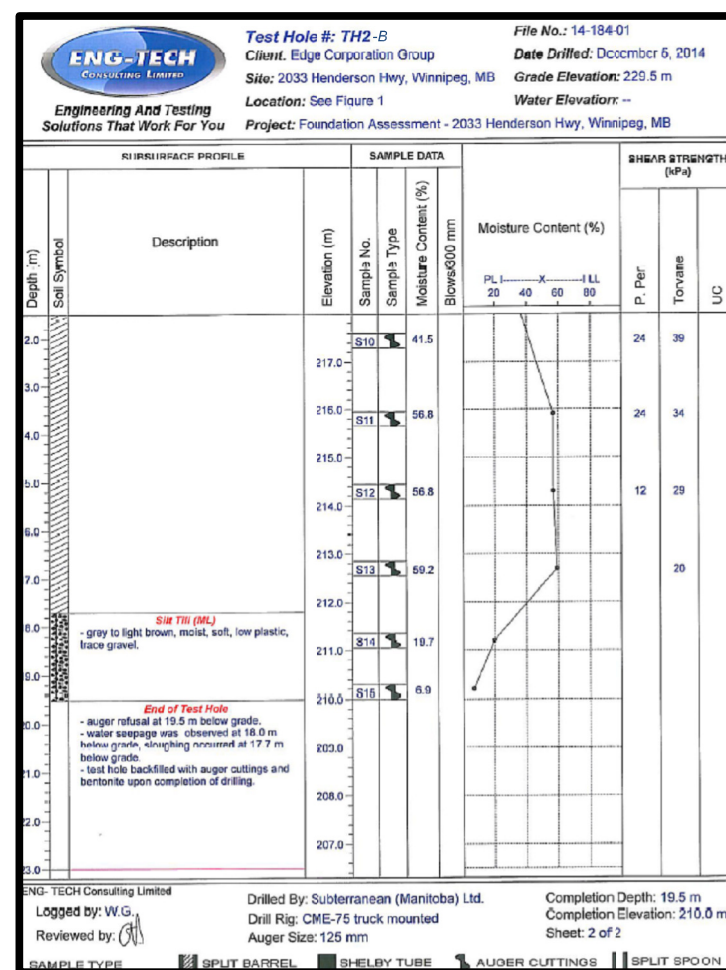 ENG-TECH
CONSULTING LIMITED
Engineering And Testing
Solutions That Work For You
Test Hole #: TH2-B
Client. Edge Corporation Group
Site: 2033 Henderson Hwy, Winnipeg, MB
Location: See Figure 1
Project: Foundation Assessment - 2033 Henderson Hwy, Winnipeg, MB
File No.: 14-184-01
Date Drilled: December 5, 2014
Grade Elevation: 229.5 m
Water Elevation: --
SUBSURFACE PROFILE
SAMPLE DATA
SHEAR STRENGTH
(kPa)
Depth (m)
Soil Symbol
Description
Elevation (m)
Sample No.
Sample Type
Moisture Content (%)
Blows/300 mm
Moisture Content (%)
PL I--------X--------I LL
20 40 60 80
P. Per
Torvane
UC
2.0
S10 41.5 24 39
217.0
3.0
216.0
S11 56.8 24 34
4.0
215.0
5.0
S12 56.8 12 29
214.0
6.0
213.0
S13 59.2 20
7.0
212.0
Silt Till (ML)
8.0
- grey to light brown, moist, soft, low plastic,
trace gravel.
S14 19.7
211.0
9.0
S15 6.9
210.0
End of Test Hole
- auger refusal at 19.5 m below grade.
20.0
- water seepage was observed at 18.0 m
below grade, sloughing occurred at 17.7 m
below grade.
209.0
- test hole backfilled with auger cuttings and
bentonite upon completion of drilling.
21.0
208.0
22.0
207.0
23.0
ENG-TECH Consulting Limited
Logged by: W.G.
Reviewed by:
Drilled By: Subterranean (Manitoba) Ltd.
Drill Rig: CME-75 truck mounted
Auger Size: 125 mm
Completion Depth: 19.5 m
Completion Elevation: 210.0 m
Sheet: 2 of 2
SAMPLE TYPE SPLIT BARREL SHELBY TUBE AUGER CUTTINGS SPLIT SPOON